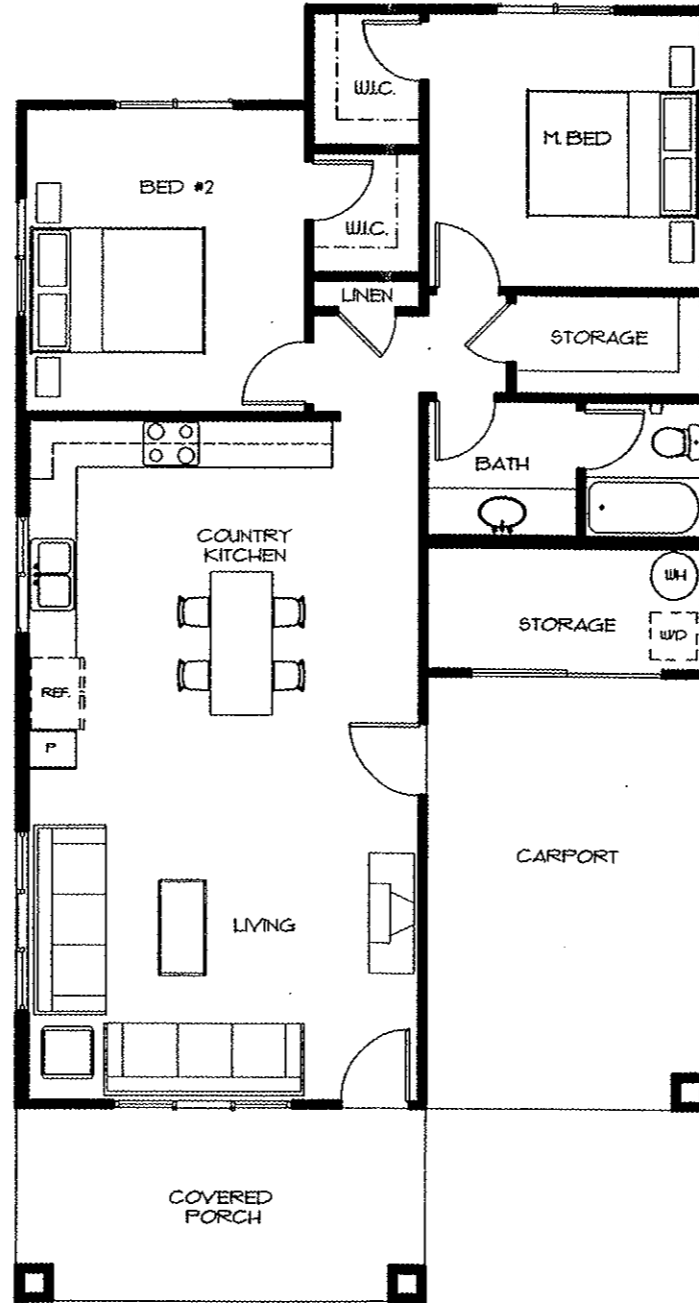 W.I.C.
M. BED
BED #2
W.I.C.
LINEN
STORAGE
BATH
COUNTRY
KITCHEN
WH
STORAGE
W/D
REF.
P
CARPORT
LIVING
COVERED
PORCH